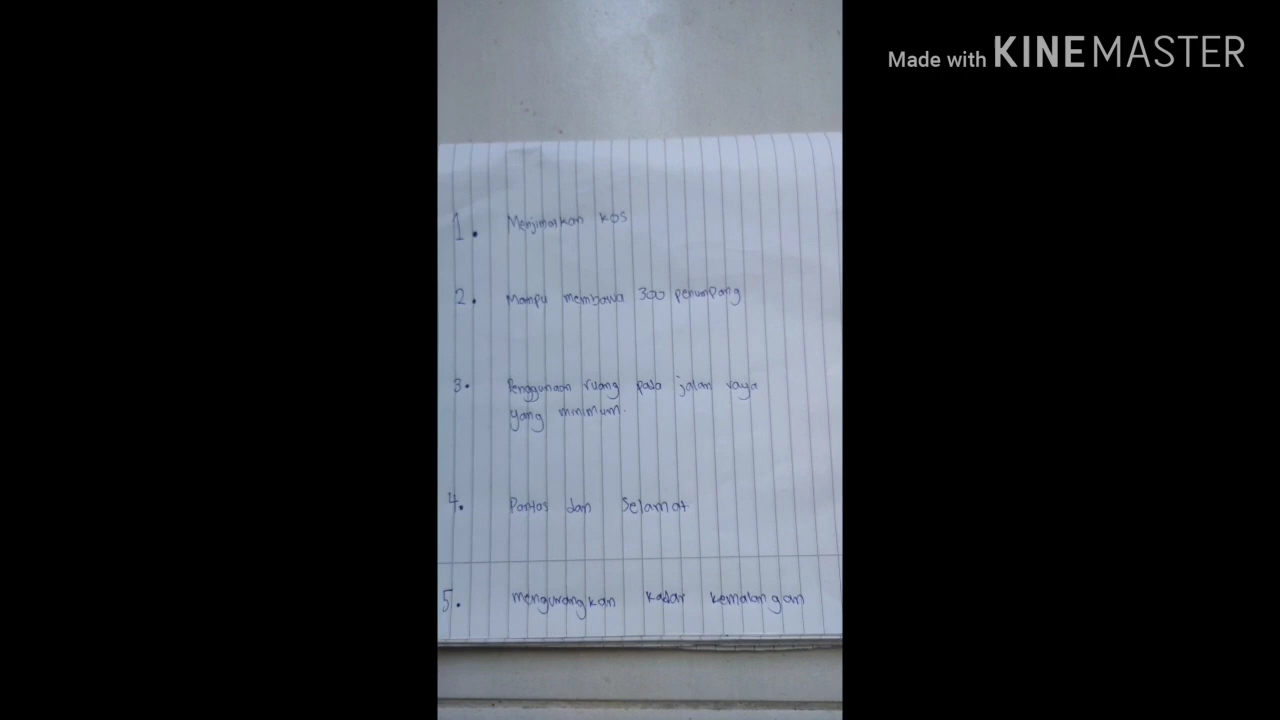 Made with KINEMASTER
1. Menjimatkan kos
2. Mampu membawa 300 penumpang
3. Penggunaan ruang pada jalan raya
yang minimum.
4. Pantas dan Selamat
5. mengurangkan kadar kemalangan